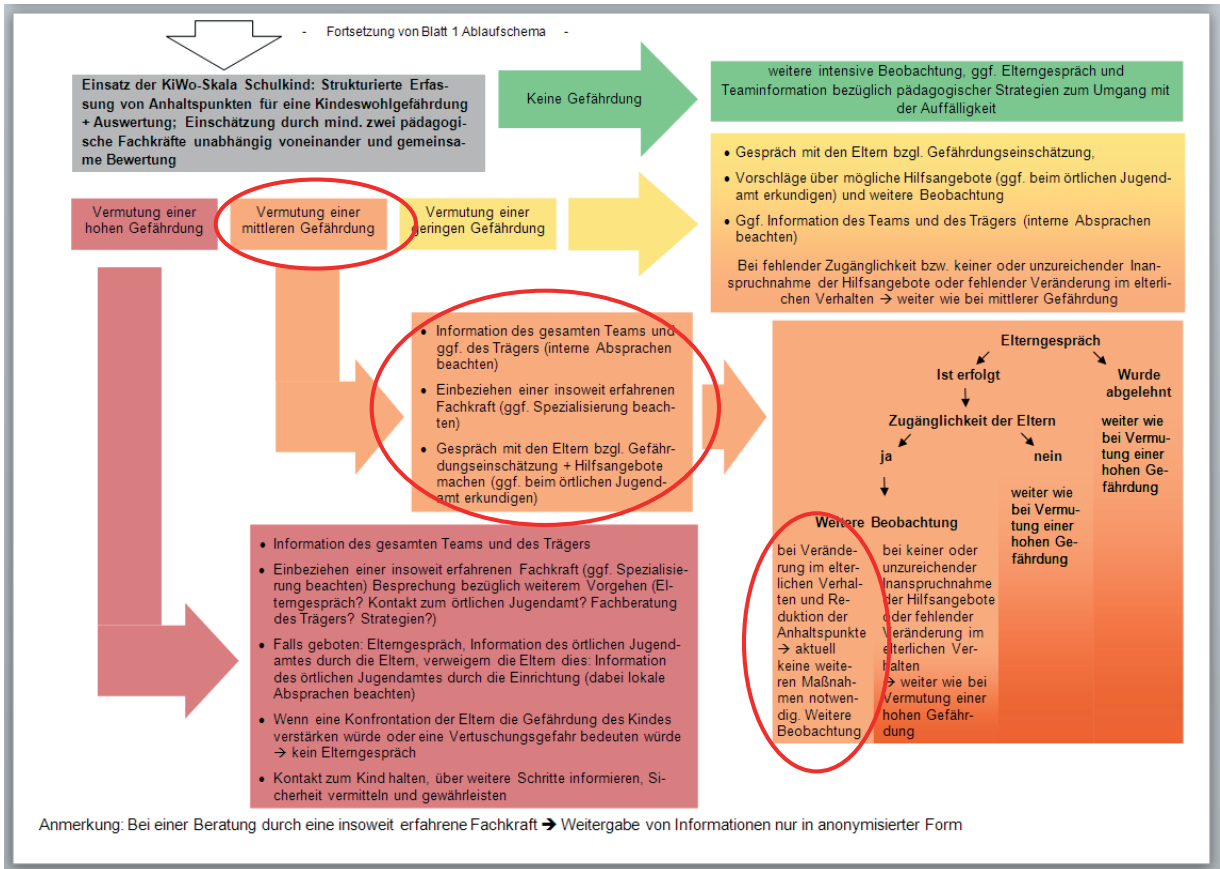 - Fortsetzung von Blatt 1 Ablaufschema -
Einsatz der KiWo-Skala Schulkind: Strukturierte Erfas-
sung von Anhaltspunkten für eine Kindeswohlgefährdung
+ Auswertung; Einschätzung durch mind. zwei pädagogi-
sche Fachkräfte unabhängig voneinander und gemeinsa-
me Bewertung
Keine Gefährdung
weitere intensive Beobachtung, ggf. Elterngespräch und
Teaminformation bezüglich pädagogischer Strategien zum Umgang mit
der Auffälligkeit
Vermutung einer
hohen Gefährdung
Vermutung einer
mittleren Gefährdung
Vermutung einer
geringen Gefährdung
• Gespräch mit den Eltern bzgl. Gefährdungseinschätzung,
• Vorschläge über mögliche Hilfsangebote (ggf. beim örtlichen Jugend-
amt erkundigen) und weitere Beobachtung
• Ggf. Information des Teams und des Trägers (interne Absprachen
beachten)
Bei fehlender Zugänglichkeit bzw. keiner oder unzureichender Inan-
spruchnahme der Hilfsangebote oder fehlender Veränderung im elter-
lichen Verhalten → weiter wie bei mittlerer Gefährdung
• Information des gesamten Teams und
ggf. des Trägers (interne Absprachen
beachten)
• Einbeziehen einer insoweit erfahrenen
Fachkraft (ggf. Spezialisierung beach-
ten)
• Gespräch mit den Eltern bzgl. Gefähr-
dungseinschätzung + Hilfsangebote
machen (ggf. beim örtlichen Jugend-
amt erkundigen)
Elterngespräch
Ist erfolgt
Wurde
abgelehnt
Zugänglichkeit der Eltern
ja
nein
weiter wie
bei Vermu-
tung einer
hohen Ge-
fährdung
weiter wie
bei Vermu-
tung einer
hohen Ge-
fährdung
Weitere Beobachtung
bei Verände-
rung im elter-
lichen Verhal-
ten und Re-
duktion der
Anhaltspunkte
→ aktuell
keine weite-
ren Maßnah-
men notwen-
dig. Weitere
Beobachtung
bei keiner oder
unzureichender
Inanspruchnahme
der Hilfsangebote
oder fehlender
Veränderung im
elterlichen Ver-
halten
→ weiter wie bei
Vermutung einer
hohen Gefähr-
dung
• Information des gesamten Teams und des Trägers
• Einbeziehen einer insoweit erfahrenen Fachkraft (ggf. Spezialisie-
rung beachten) Besprechung bezüglich weiterem Vorgehen (El-
terngespräch? Kontakt zum örtlichen Jugendamt? Fachberatung
des Trägers? Strategien?)
• Falls geboten: Elterngespräch, Information des örtlichen Jugend-
amtes durch die Eltern, verweigern die Eltern dies: Information
des örtlichen Jugendamtes durch die Einrichtung (dabei lokale
Absprachen beachten)
• Wenn eine Konfrontation der Eltern die Gefährdung des Kindes
verstärken würde oder eine Vertuschungsgefahr bedeuten würde
→ kein Elterngespräch
• Kontakt zum Kind halten, über weitere Schritte informieren, Si-
cherheit vermitteln und gewährleisten
Anmerkung: Bei einer Beratung durch eine insoweit erfahrene Fachkraft ➔ Weitergabe von Informationen nur in anonymisierter Form